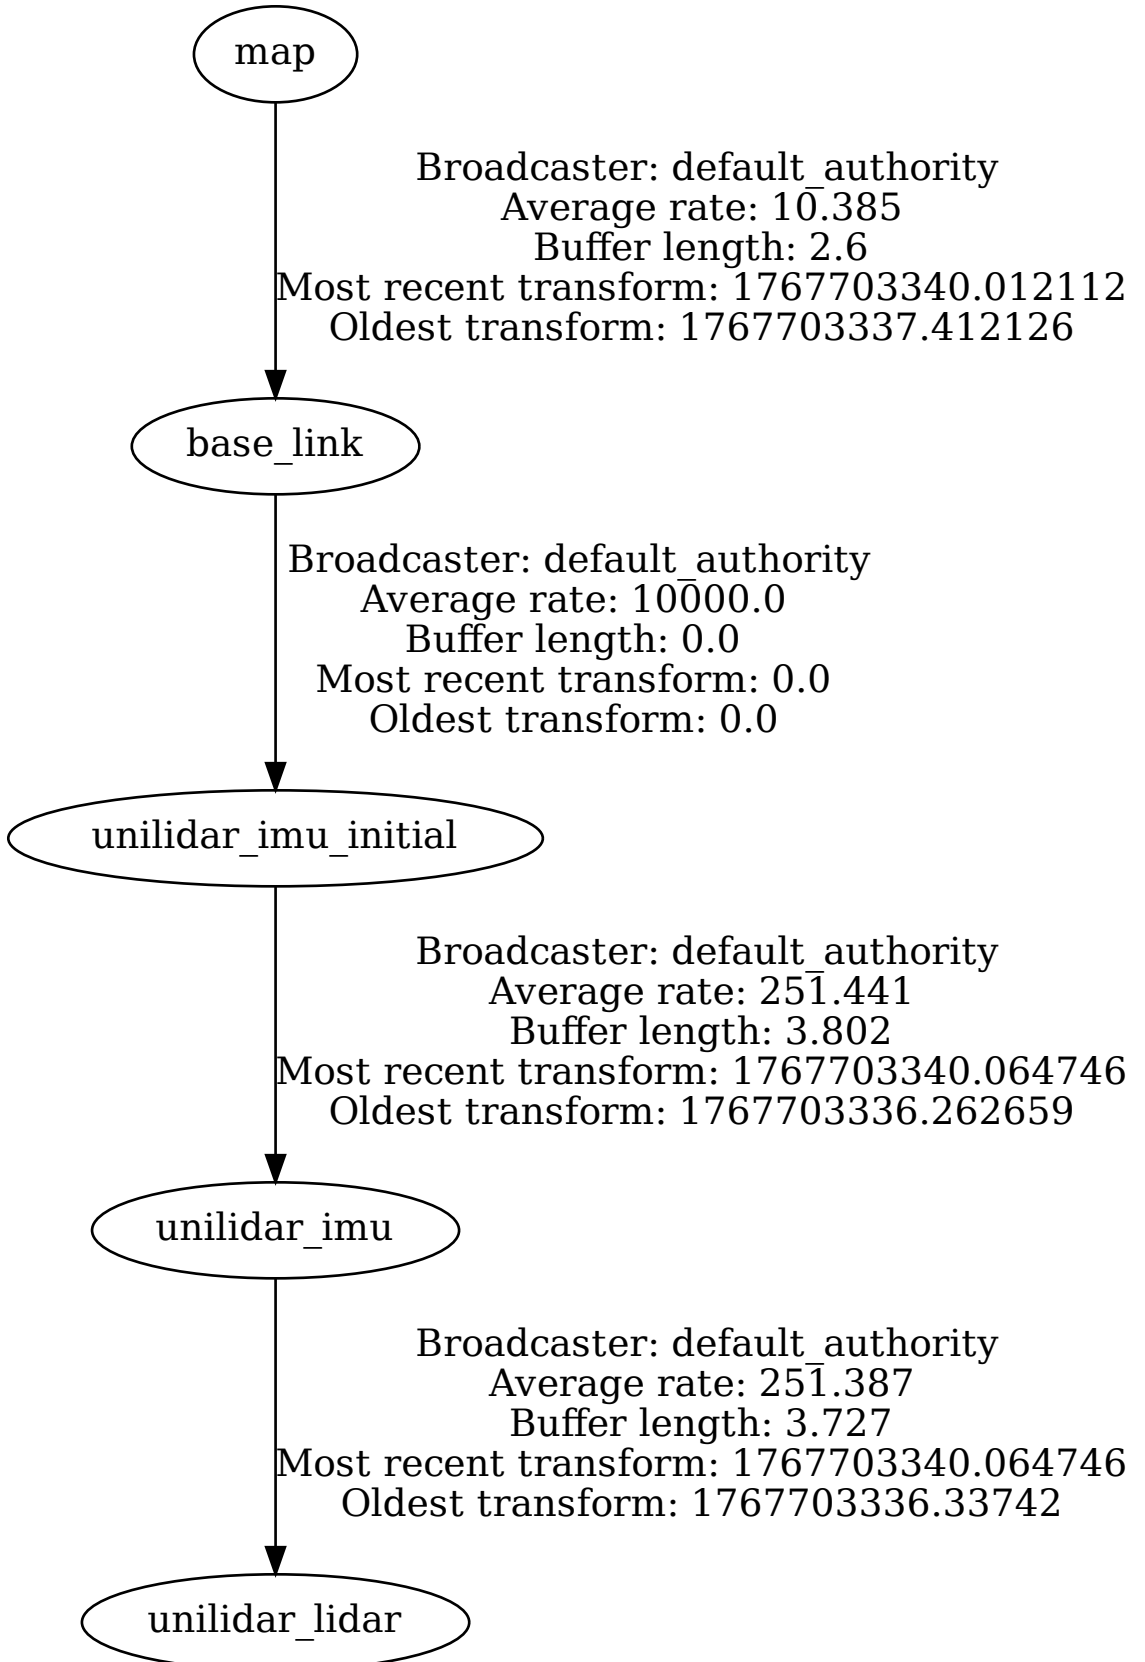 map
Broadcaster: default_authority
Average rate: 10.385
Buffer length: 2.6
Most recent transform: 1767703340.012112
Oldest transform: 1767703337.412126
base_link
Broadcaster: default_authority
Average rate: 10000.0
Buffer length: 0.0
Most recent transform: 0.0
Oldest transform: 0.0
unilidar_imu_initial
Broadcaster: default_authority
Average rate: 251.441
Buffer length: 3.802
Most recent transform: 1767703340.064746
Oldest transform: 1767703336.262659
unilidar_imu
Broadcaster: default_authority
Average rate: 251.387
Buffer length: 3.727
Most recent transform: 1767703340.064746
Oldest transform: 1767703336.33742
unilidar_lidar